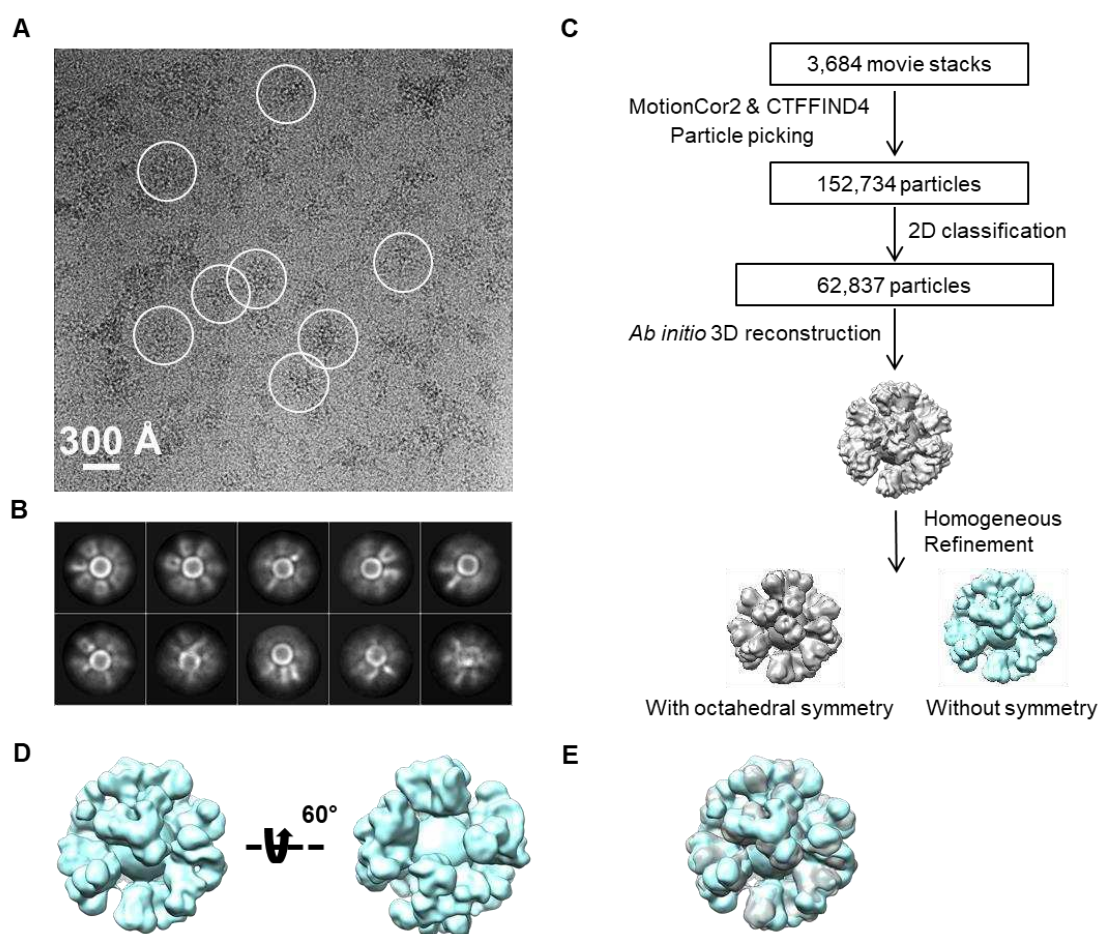 A
300 Å
B
C
3,684 movie stacks
MotionCor2 & CTFFIND4
Particle picking
152,734 particles
2D classification
62,837 particles
Ab initio 3D reconstruction
Homogeneous
Refinement
With octahedral symmetry
Without symmetry
D
60°
E